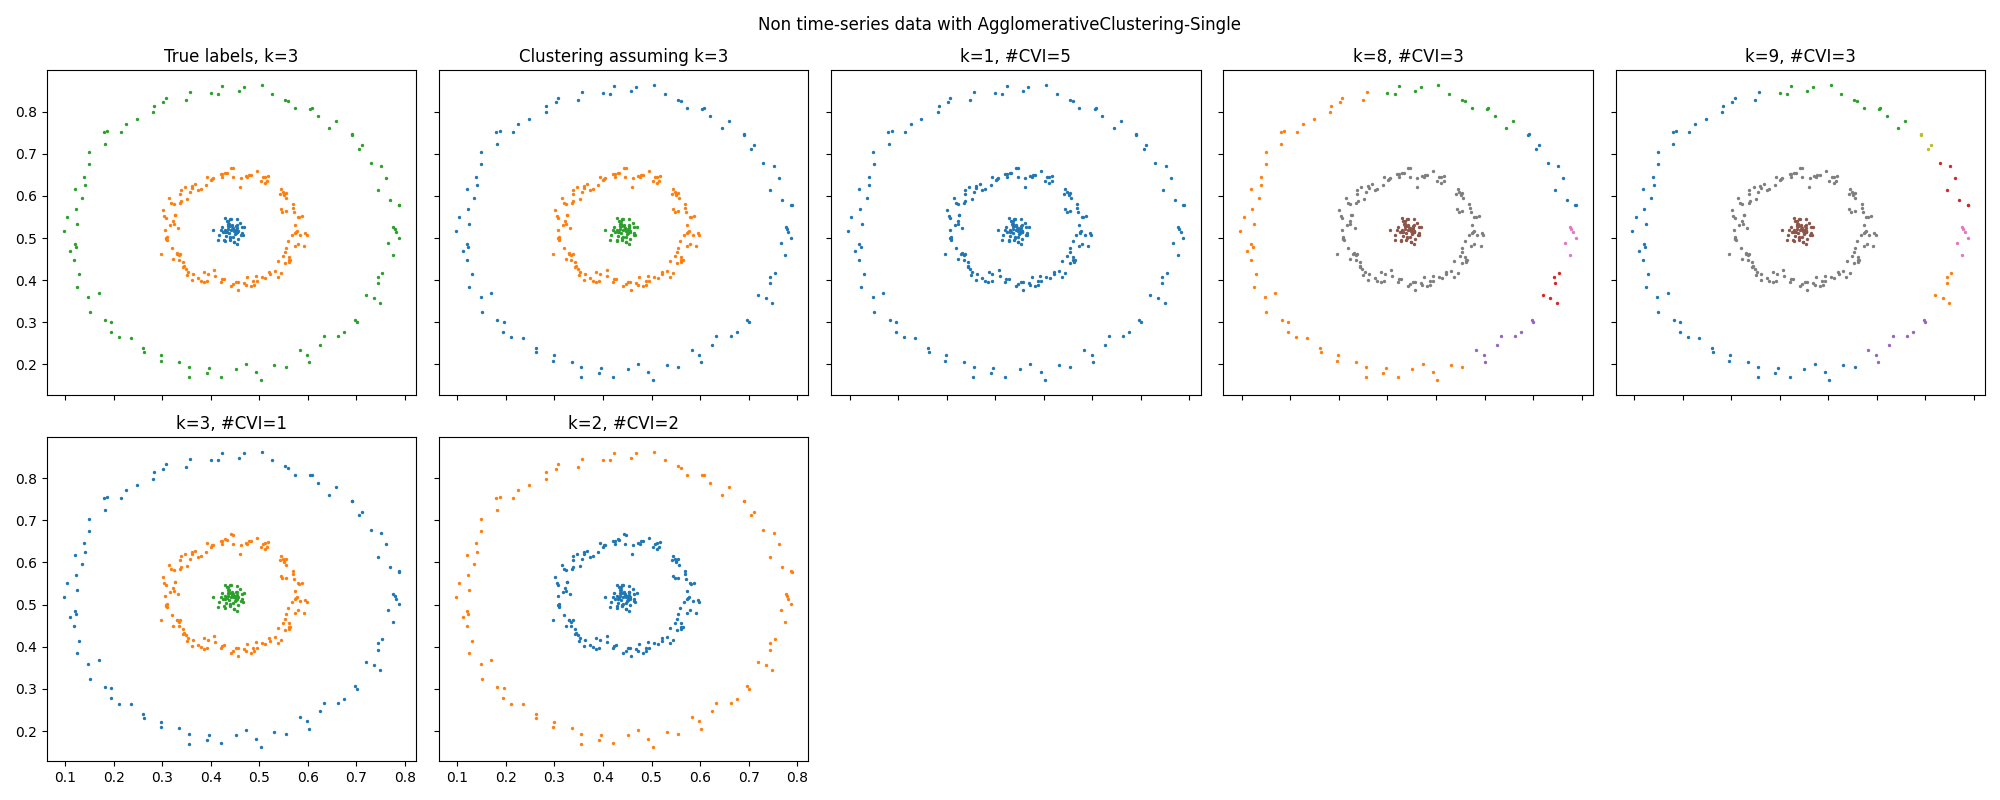 Non time-series data with AgglomerativeClustering-Single
True labels, k=3
Clustering assuming k=3
k=1, #CVI=5
k=8, #CVI=3
k=9, #CVI=3
0.8
0.7
0.6
0.5
0.4
0.3
0.2
k=3, #CVI=1
k=2, #CVI=2
0.8
0.7
0.6
0.5
0.4
0.3
0.2
0.1 0.2 0.3 0.4 0.5 0.6 0.7 0.8
0.1 0.2 0.3 0.4 0.5 0.6 0.7 0.8